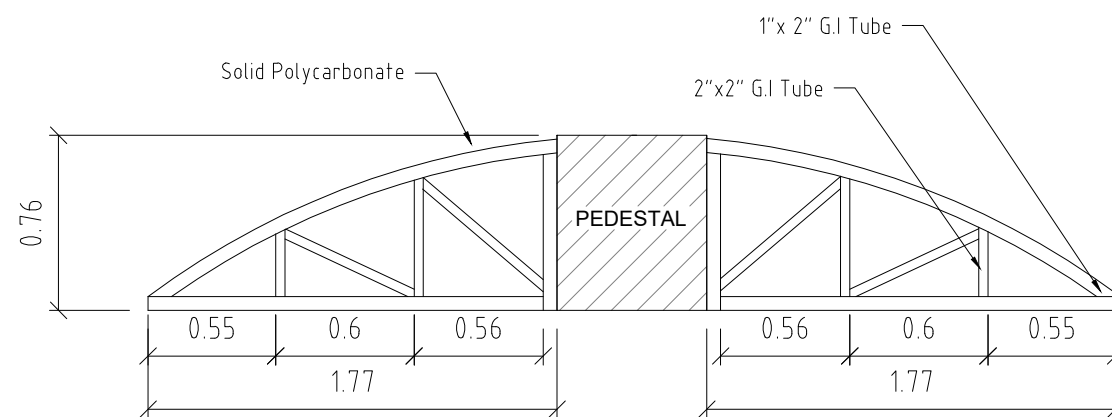 1"x 2" G.I Tube
Solid Polycarbonate
2"x2" G.I Tube
0.76
PEDESTAL
0.55 0.6 0.56 0.56 0.6 0.55
1.77 1.77